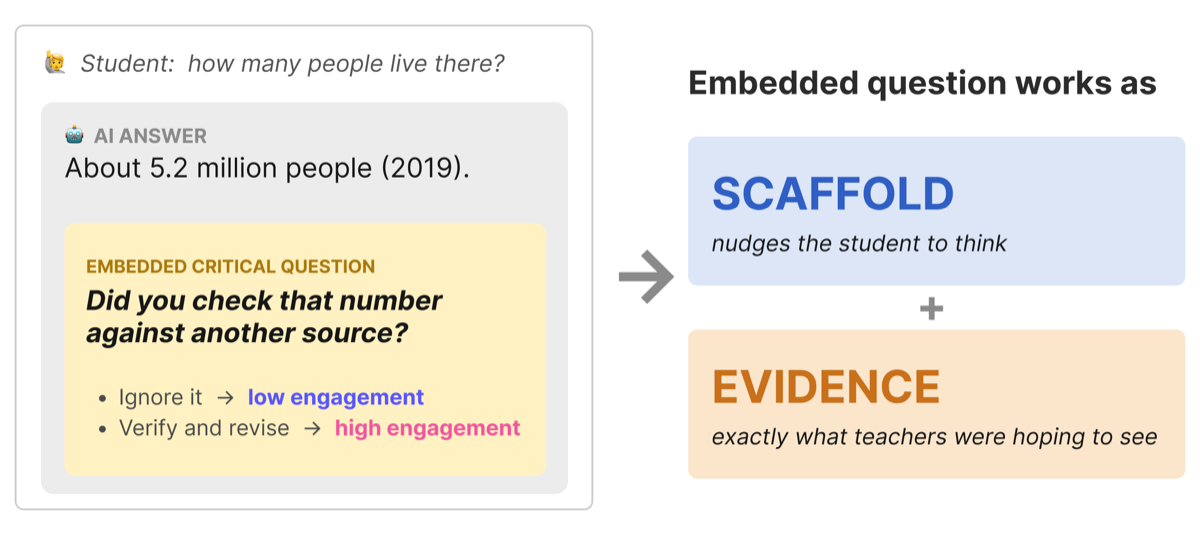 Student: how many people live there?
AI ANSWER
About 5.2 million people (2019).
EMBEDDED CRITICAL QUESTION
Did you check that number
against another source?
• Ignore it → low engagement
• Verify and revise → high engagement
Embedded question works as
SCAFFOLD
nudges the student to think
+
EVIDENCE
exactly what teachers were hoping to see